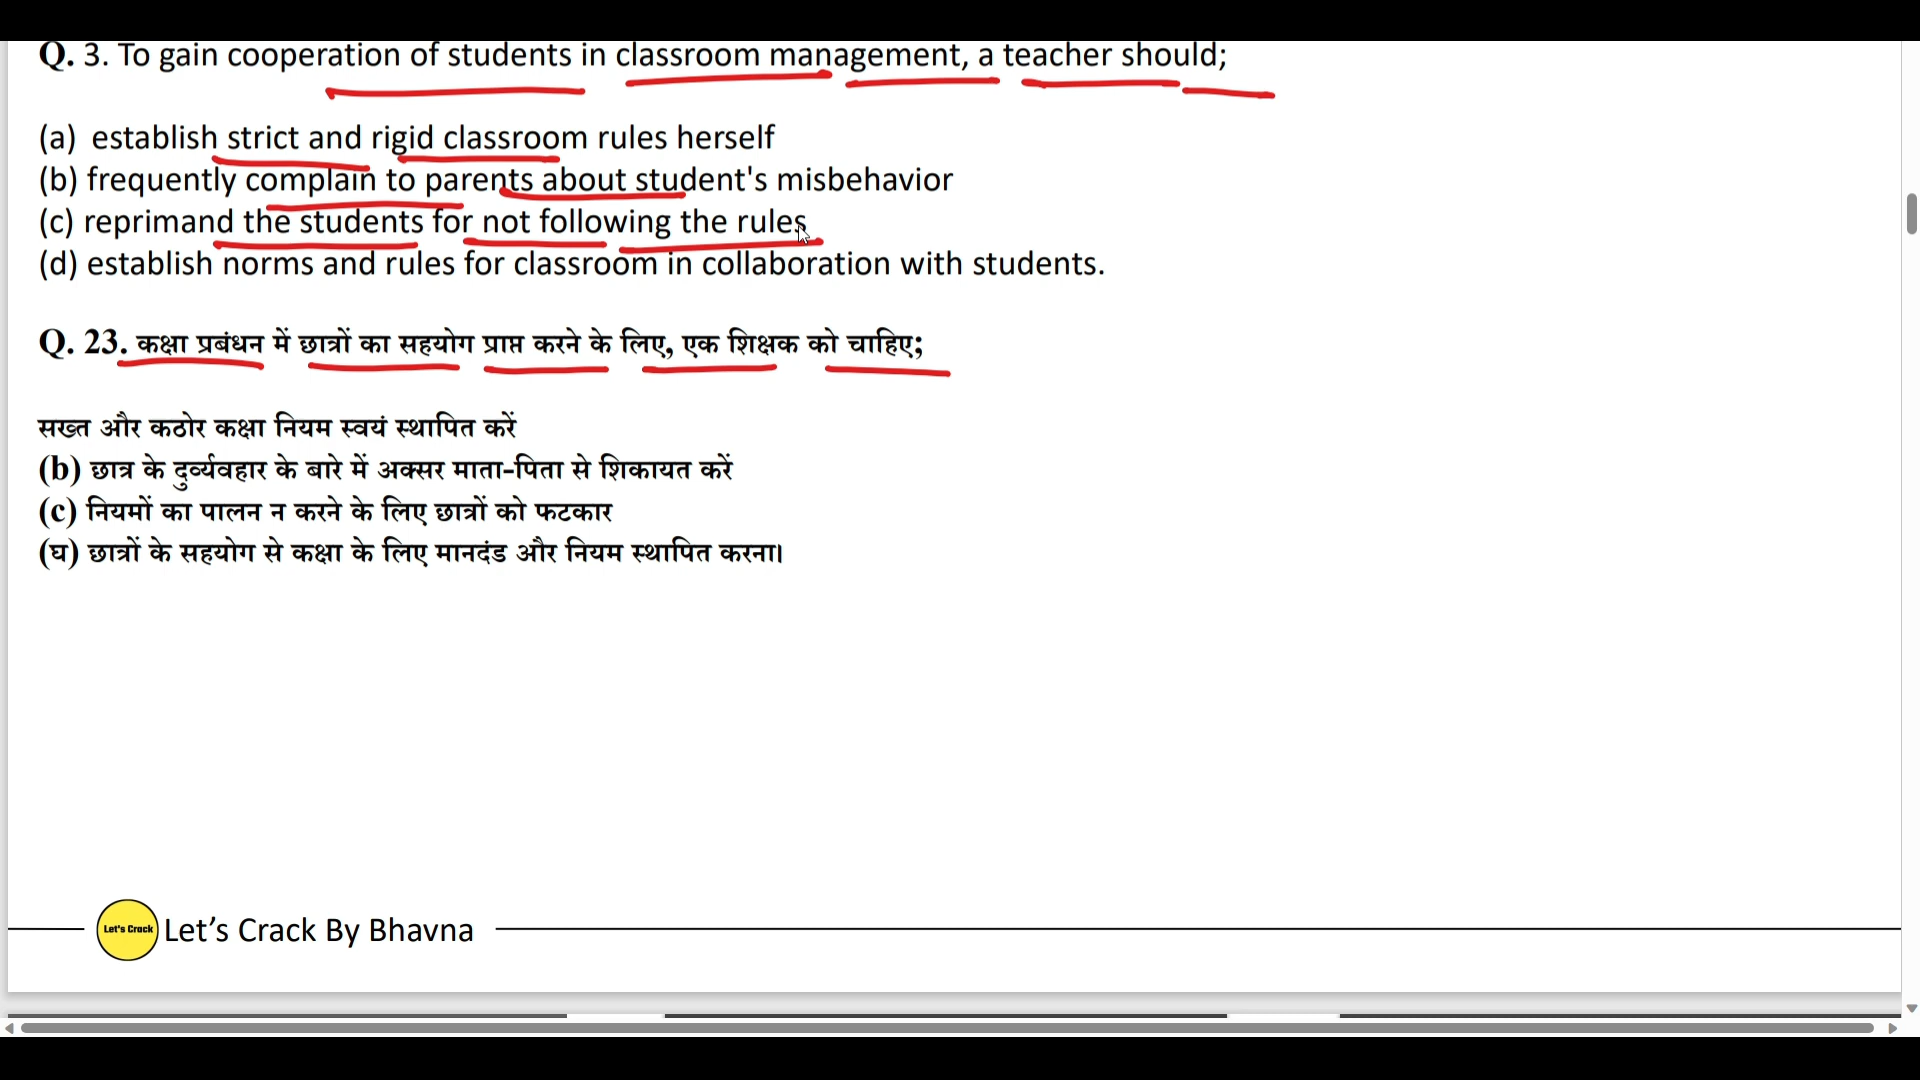 Q. 3. To gain cooperation of students in classroom management, a teacher should;
(a) establish strict and rigid classroom rules herself
(b) frequently complain to parents about student's misbehavior
(c) reprimand the students for not following the rules
(d) establish norms and rules for classroom in collaboration with students.
Q. 23. कक्षा प्रबंधन में छात्रों का सहयोग प्राप्त करने के लिए, एक शिक्षक को चाहिए;
सख्त और कठोर कक्षा नियम स्वयं स्थापित करें
(b) छात्र के दुर्व्यवहार के बारे में अक्सर माता-पिता से शिकायत करें
(c) नियमों का पालन न करने के लिए छात्रों को फटकार
(घ) छात्रों के सहयोग से कक्षा के लिए मानदंड और नियम स्थापित करना।
Let's Crack
Let’s Crack By Bhavna